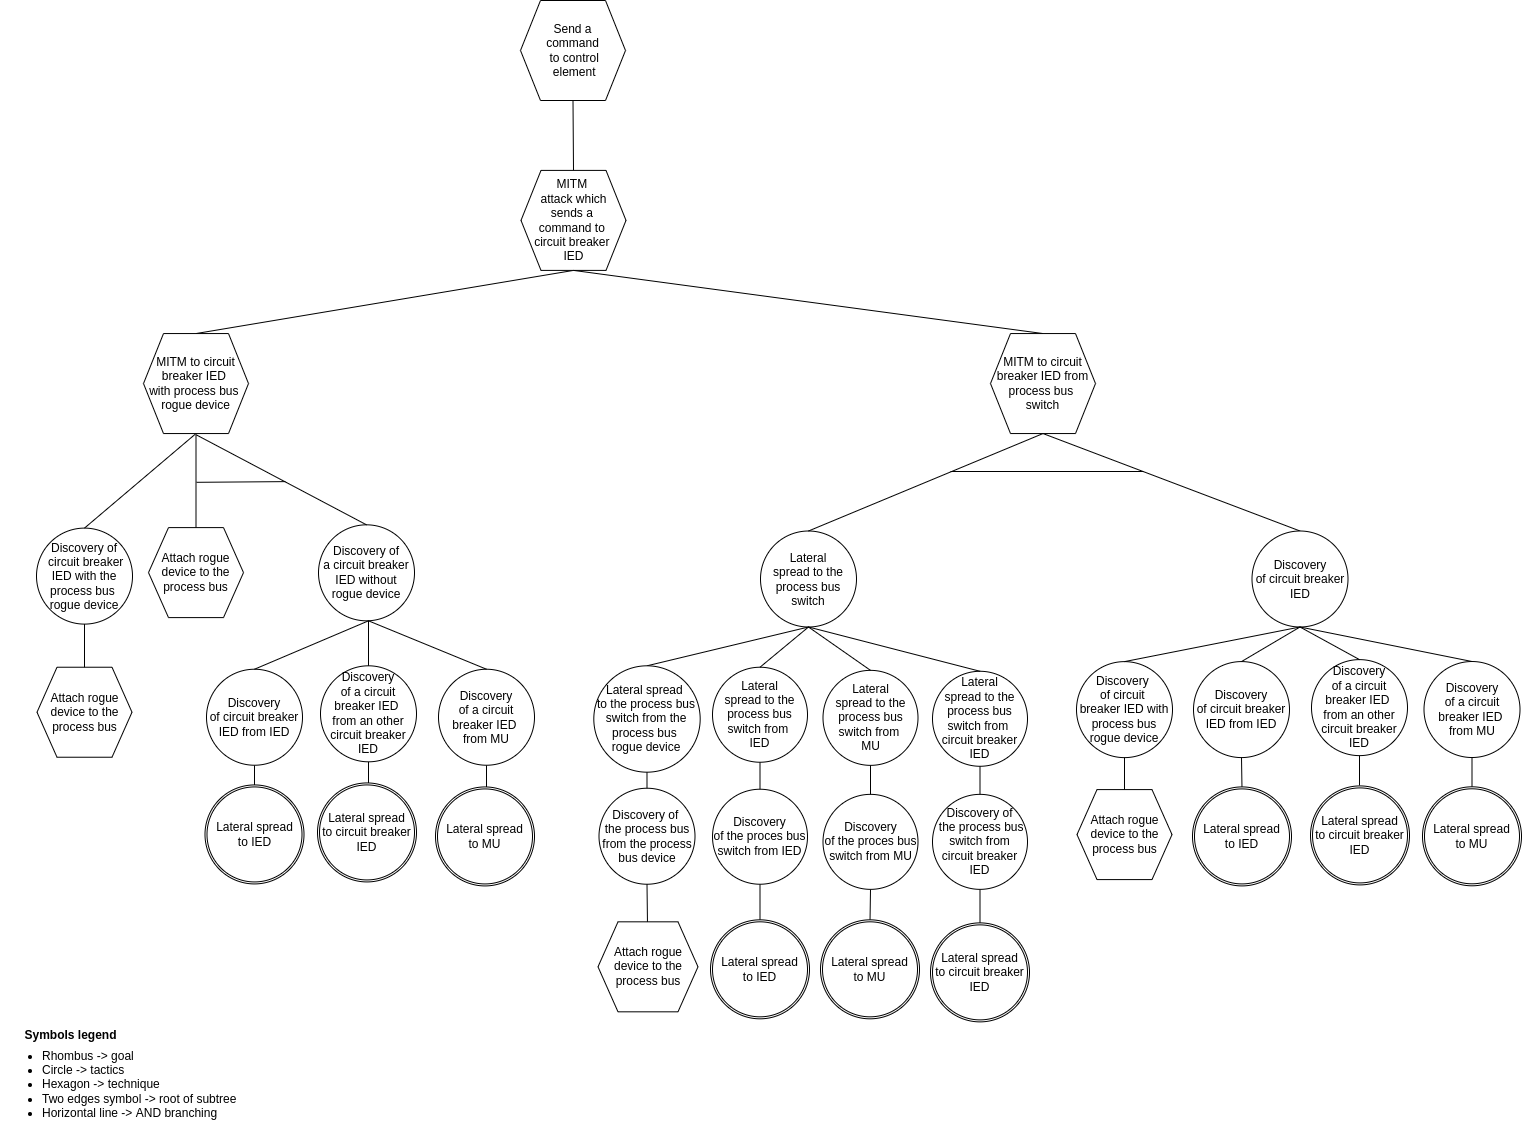 Send a
command
to control
element
MITM
attack which
sends a
command to
circuit breaker
IED
MITM to circuit
breaker IED
with process bus
rogue device
MITM to circuit
breaker IED from
process bus
switch
Discovery of
circuit breaker
IED with the
process bus
rogue device
Attach rogue
device to the
process bus
Discovery of
a circuit breaker
IED without
rogue device
Lateral
spread to the
process bus
switch
Discovery
of circuit breaker
IED
Attach rogue
device to the
process bus
Discovery
of circuit breaker
IED from IED
Discovery
of a circuit
breaker IED
from an other
circuit breaker
IED
Discovery
of a circuit
breaker IED
from MU
Lateral spread
to the process bus
switch from the
process bus
rogue device
Lateral
spread to the
process bus
switch from
IED
Lateral
spread to the
process bus
switch from
MU
Lateral
spread to the
process bus
switch from
circuit breaker
IED
Discovery
of circuit
breaker IED with
process bus
rogue device
Discovery
of circuit breaker
IED from IED
Discovery
of a circuit
breaker IED
from an other
circuit breaker
IED
Discovery
of a circuit
breaker IED
from MU
Lateral spread
to IED
Lateral spread
to circuit breaker
IED
Lateral spread
to MU
Discovery of
the process bus
from the process
bus device
Discovery
of the proces bus
switch from IED
Discovery
of the proces bus
switch from MU
Discovery of
the process bus
switch from
circuit breaker
IED
Attach rogue
device to the
process bus
Lateral spread
to IED
Lateral spread
to circuit breaker
IED
Lateral spread
to MU
Attach rogue
device to the
process bus
Lateral spread
to IED
Lateral spread
to MU
Lateral spread
to circuit breaker
IED
Symbols legend
• Rhombus -> goal
• Circle -> tactics
• Hexagon -> technique
• Two edges symbol -> root of subtree
• Horizontal line -> AND branching